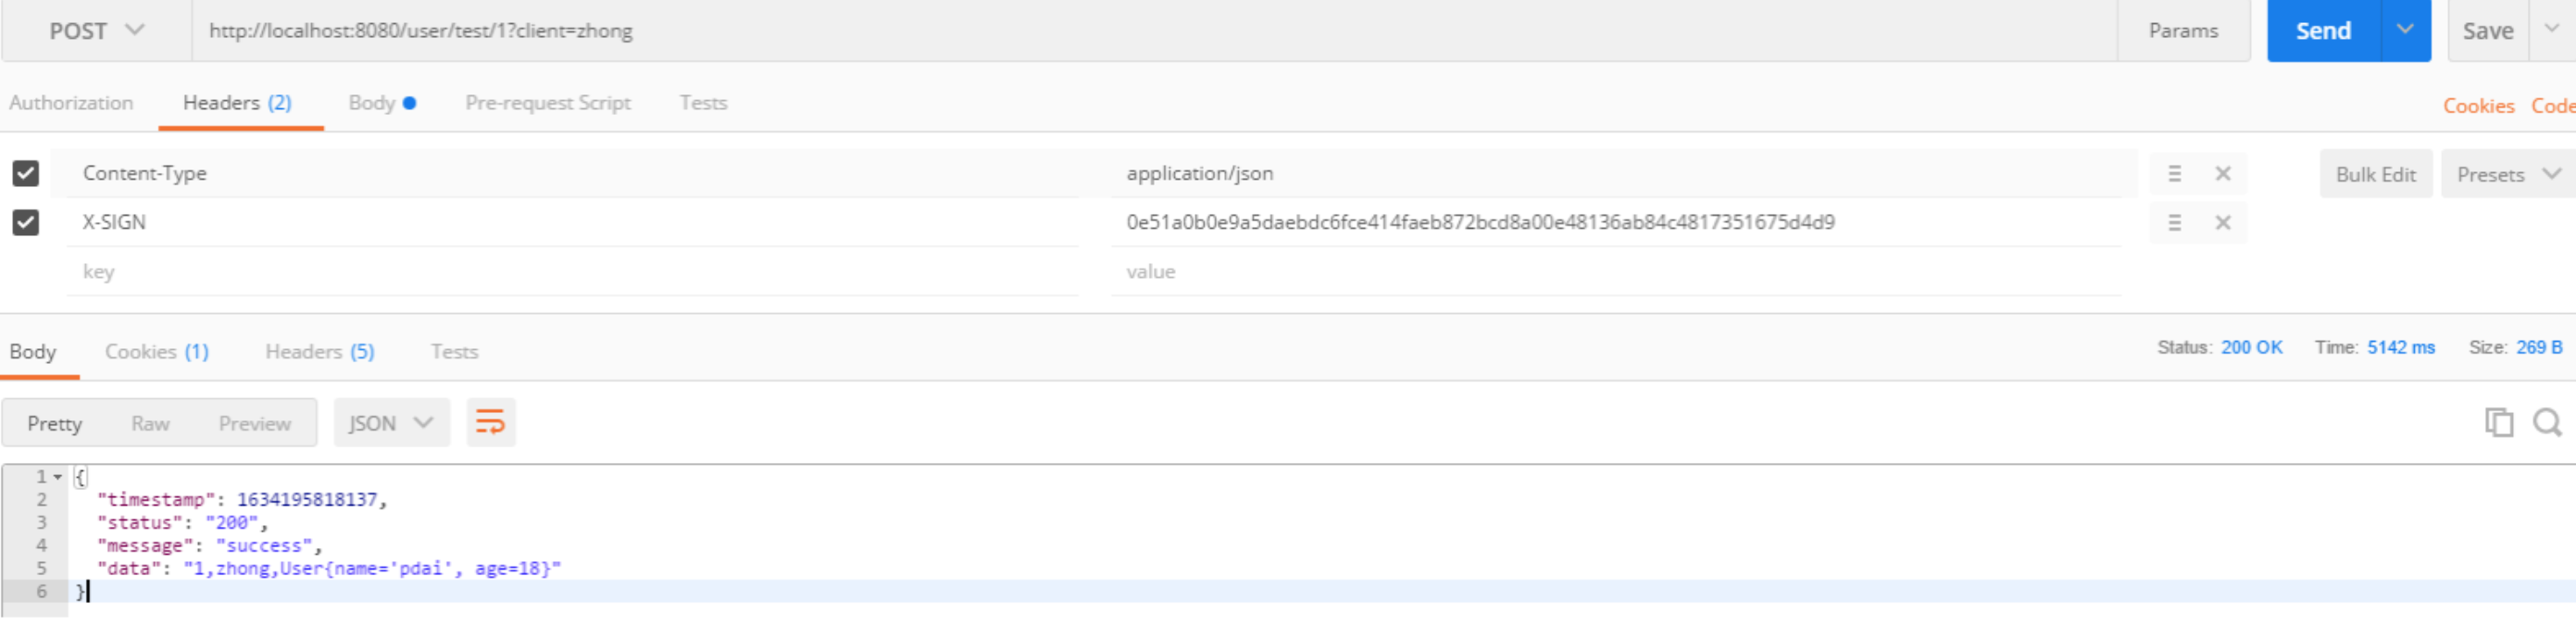 POST http://localhost:8080/user/test/1?client=zhong Params Send Save
Authorization Headers (2) Body Pre-request Script Tests Cookies Code
Content-Type application/json Bulk Edit Presets
X-SIGN 0e51a0b0e9a5daebdc6fce414faeb872bcd8a00e48136ab84c4817351675d4d9
key value
Body Cookies (1) Headers (5) Tests Status: 200 OK Time: 5142 ms Size: 269 B
Pretty Raw Preview JSON
1 {
2 "timestamp": 1634195818137,
3 "status": "200",
4 "message": "success",
5 "data": "1,zhong,User{name='pdai', age=18}"
6 }